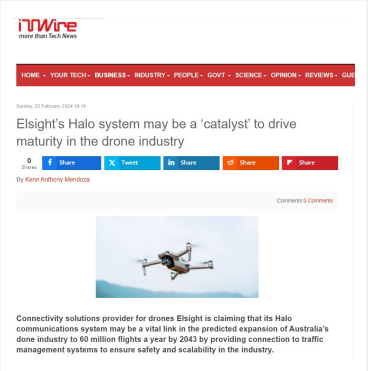 iTWire
more than Tech News
HOME YOUR TECH BUSINESS INDUSTRY PEOPLE GOVT SCIENCE OPINION REVIEWS GUE
Sunday, 25 February 2024 18:14
Elsight's Halo system may be a 'catalyst' to drive
maturity in the drone industry
0
Shares
Share
Tweet
Share
Share
Share
By Kenn Anthony Mendoza
Comments:0 Comments
Connectivity solutions provider for drones Elsight is claiming that its Halo
communications system may be a vital link in the predicted expansion of Australia's
done industry to 60 million flights a year by 2043 by providing connection to traffic
management systems to ensure safety and scalability in the industry.